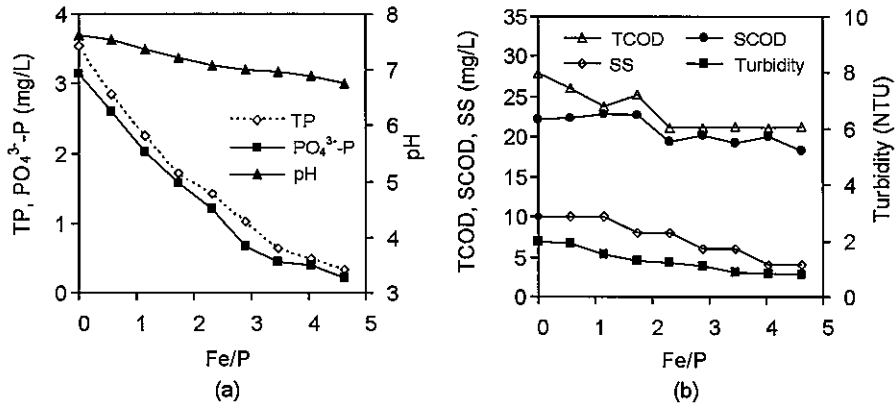 TP, PO₄³⁻-P (mg/L)
4
3
2
1
0
8
7
6
5
4
3
pH
TP
PO₄³⁻-P
pH
0 1 2 3 4 5
Fe/P
(a)
TCOD, SCOD, SS (mg/L)
35
30
25
20
15
10
5
0
10
8
6
4
2
0
Turbidity (NTU)
TCOD SCOD
SS Turbidity
0 1 2 3 4 5
Fe/P
(b)